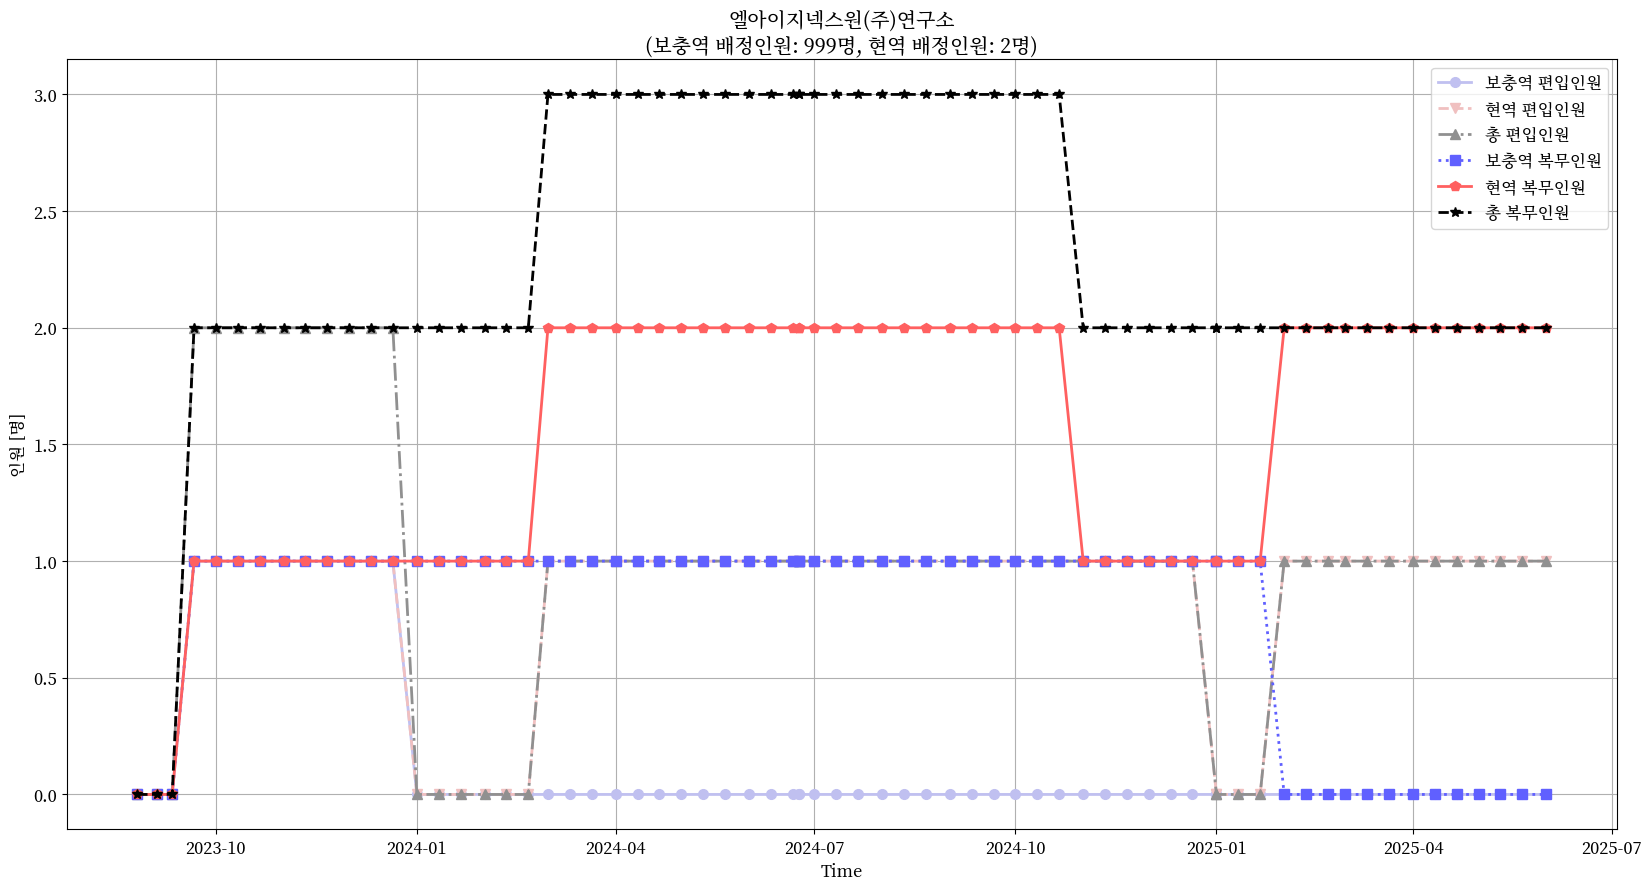 엘아이지넥스원(주)연구소
(보충역 배정인원: 999명, 현역 배정인원: 2명)
보충역 편입인원
현역 편입인원
총 편입인원
보충역 복무인원
현역 복무인원
총 복무인원
인원 [명]
3.0
2.5
2.0
1.5
1.0
0.5
0.0
2023-10
2024-01
2024-04
2024-07
2024-10
2025-01
2025-04
2025-07
Time